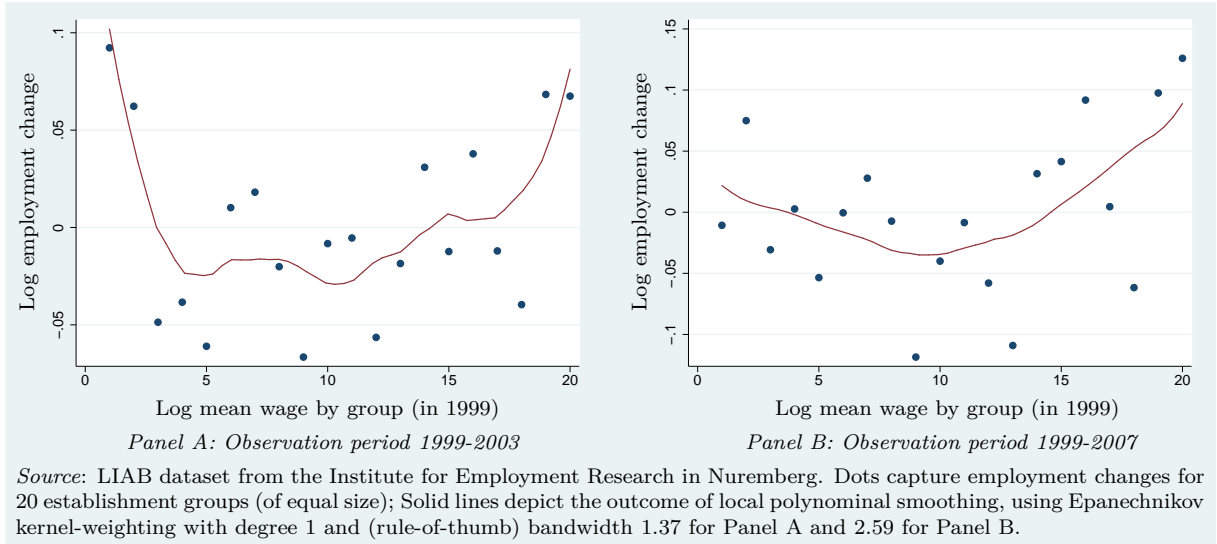 Log employment change
.1
.05
0
-.05
0 5 10 15 20
Log mean wage by group (in 1999)
Panel A: Observation period 1999-2003
Log employment change
.15
.1
.05
0
-.05
-.1
0 5 10 15 20
Log mean wage by group (in 1999)
Panel B: Observation period 1999-2007
Source: LIAB dataset from the Institute for Employment Research in Nuremberg. Dots capture employment changes for
20 establishment groups (of equal size); Solid lines depict the outcome of local polynominal smoothing, using Epanechnikov
kernel-weighting with degree 1 and (rule-of-thumb) bandwidth 1.37 for Panel A and 2.59 for Panel B.